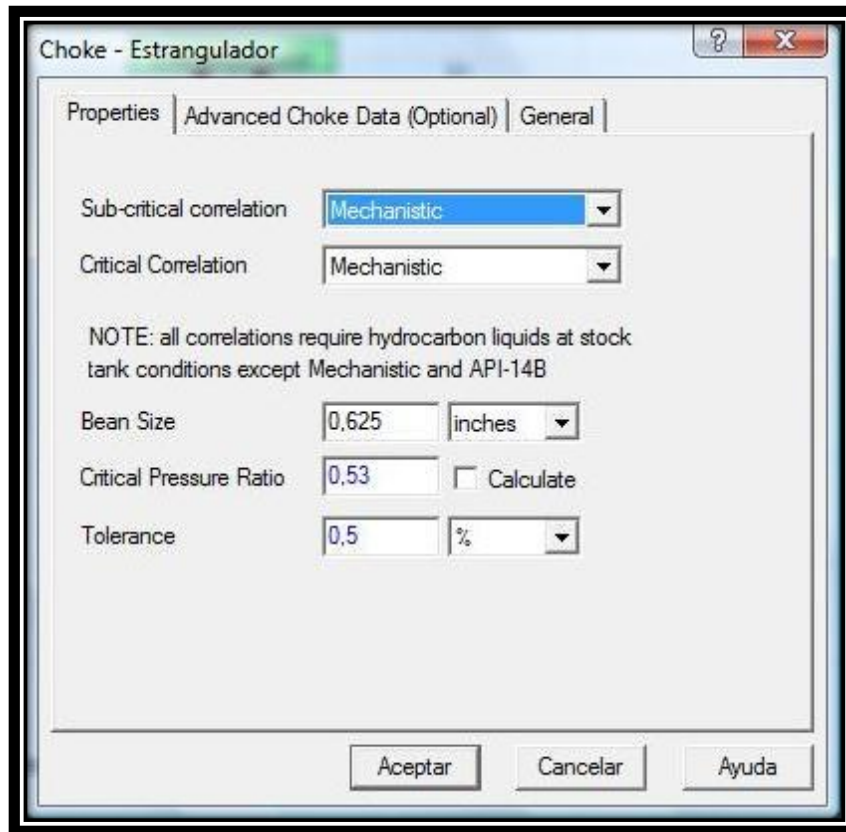 Choke - Estrangulador
Properties Advanced Choke Data (Optional) General
Sub-critical correlation Mechanistic
Critical Correlation Mechanistic
NOTE: all correlations require hydrocarbon liquids at stock
tank conditions except Mechanistic and API-14B
Bean Size 0,625 inches
Critical Pressure Ratio 0,53 Calculate
Tolerance 0,5 %
Aceptar Cancelar Ayuda